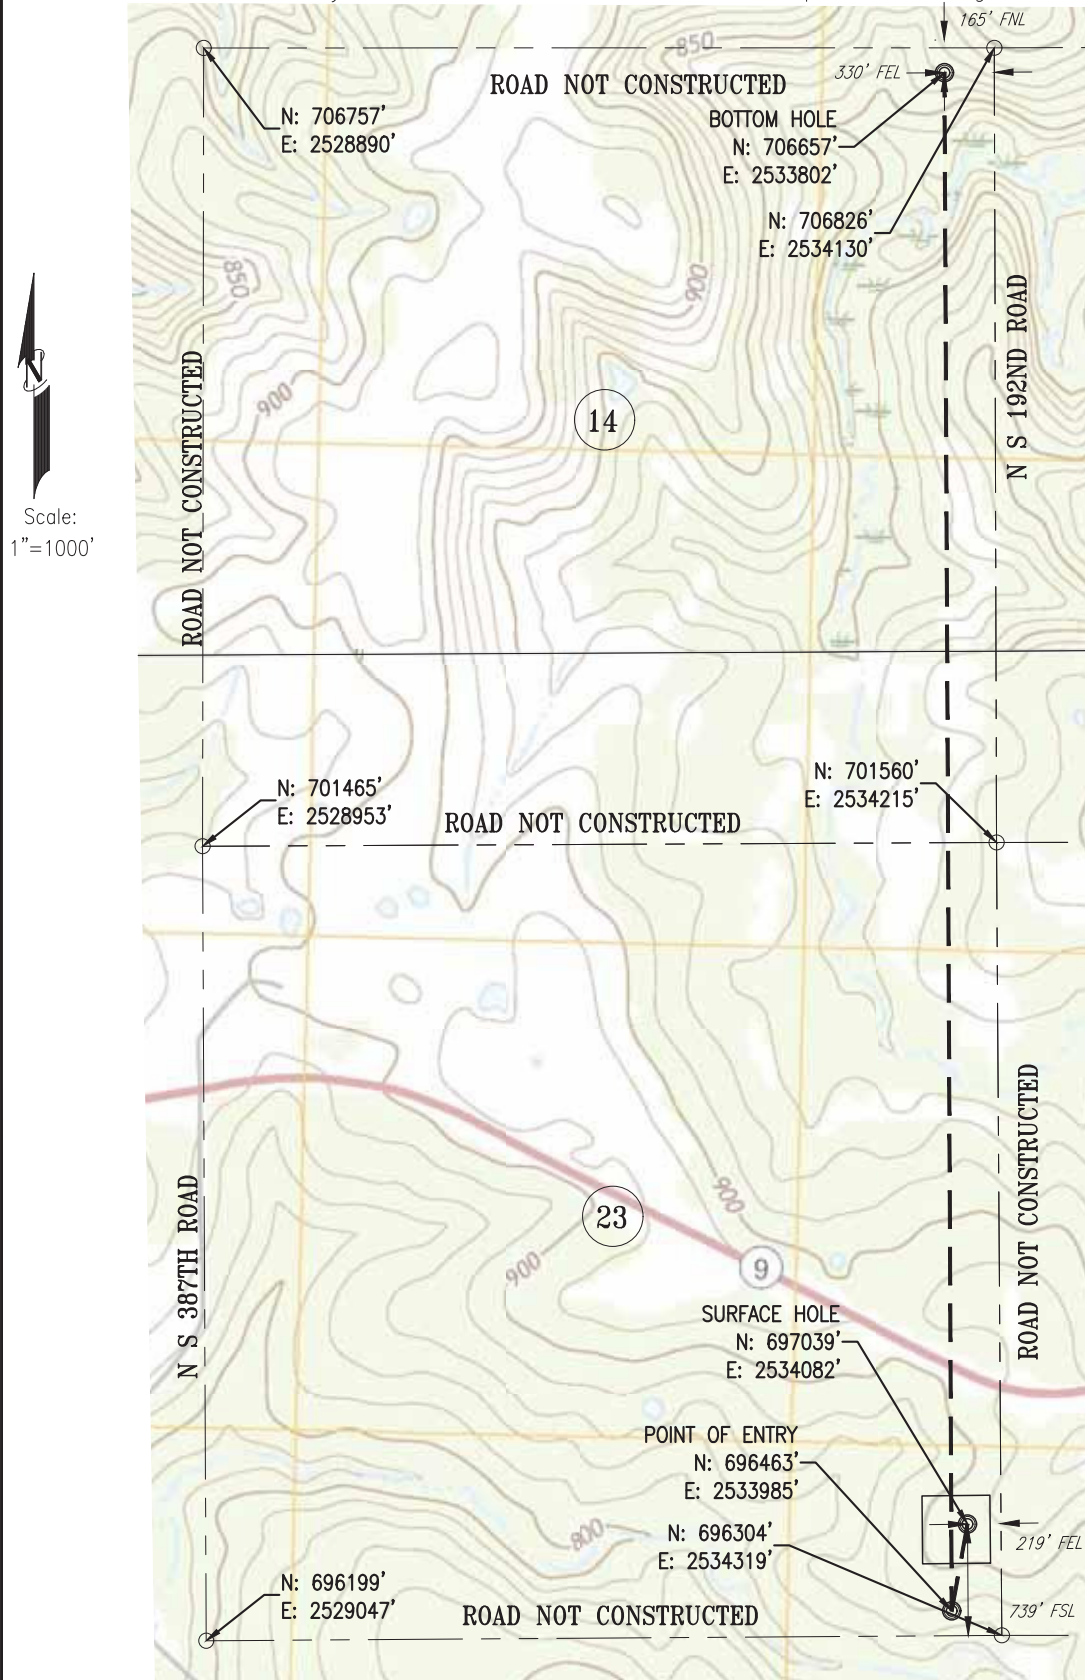 165' FNL
850
330' FEL
ROAD NOT CONSTRUCTED
N: 706757'
E: 2528890'
BOTTOM HOLE
N: 706657'
E: 2533802'
N: 706826'
E: 2534130'
850
900
N S 192ND ROAD
900
ROAD NOT CONSTRUCTED
14
N
Scale:
1"=1000'
N: 701465'
E: 2528953'
N: 701560'
E: 2534215'
ROAD NOT CONSTRUCTED
ROAD NOT CONSTRUCTED
N S 387TH ROAD
900
23
900
9
SURFACE HOLE
N: 697039'
E: 2534082'
POINT OF ENTRY
N: 696463'
E: 2533985'
800
N: 696304'
E: 2534319'
219' FEL
N: 696199'
E: 2529047'
ROAD NOT CONSTRUCTED
739' FSL